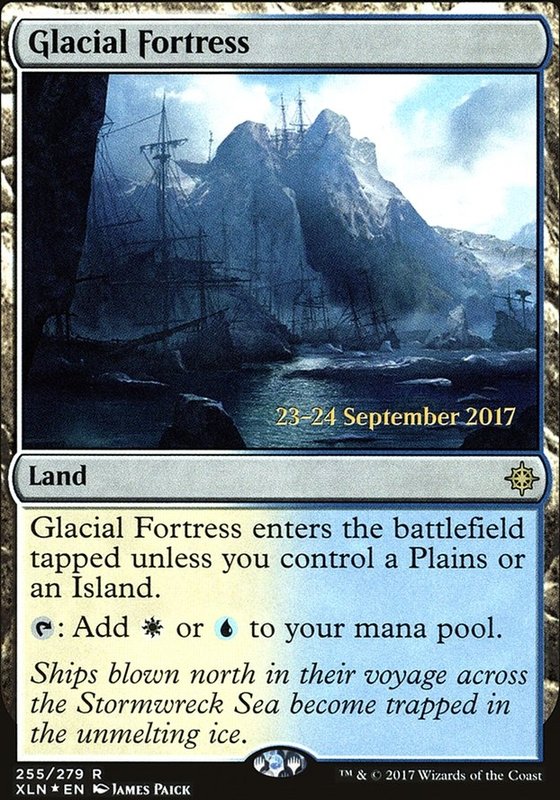 Glacial Fortress
23–24 September 2017
Land
Glacial Fortress enters the battlefield
tapped unless you control a Plains or
an Island.
: Add or to your mana pool.
Ships blown north in their voyage across
the Stormwreck Sea become trapped in
the unmelting ice.
255/279 R
XLN★EN James Paick
™ & © 2017 Wizards of the Coast